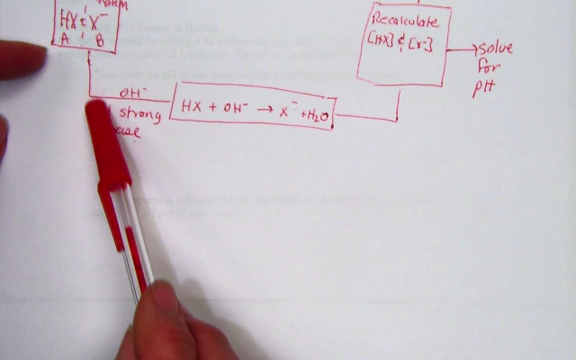 HX & X⁻
A B
OH⁻
strong
HX + OH⁻ → X⁻ + H₂O
Recalculate
[HX] & [X⁻]
solve
for
pH